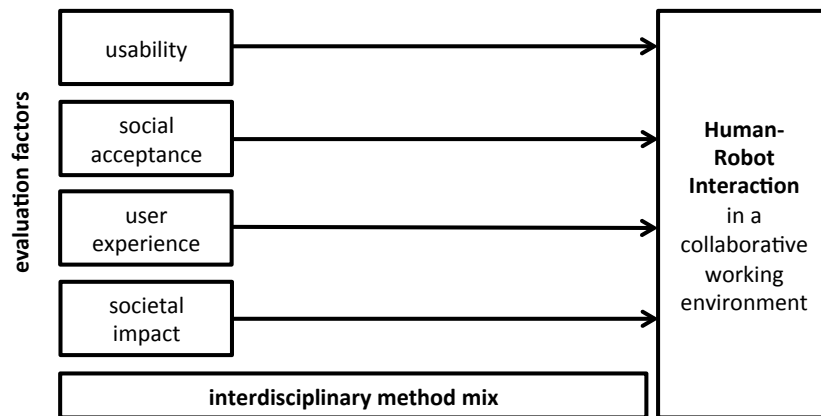 evaluation factors
usability
social
acceptance
user
experience
societal
impact
interdisciplinary method mix
Human-
Robot
Interaction
in a
collaborative
working
environment